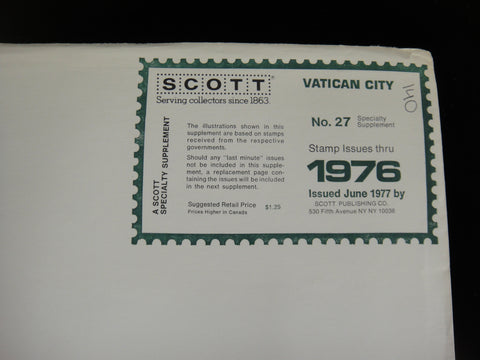 SCOTT®
Serving collectors since 1863.
A SCOTT
SPECIALTY SUPPLEMENT
The illustrations shown in this
supplement are based on stamps
received from the respective
governments.
Should any "last minute" issues
not be included in this supple-
ment, a replacement page con-
taining the issues will be included
in the next supplement.
Suggested Retail Price $1.25
Prices Higher in Canada
VATICAN CITY
No. 27 Specialty
Supplement
Stamp Issues thru
1976
Issued June 1977 by
SCOTT PUBLISHING CO.
530 Fifth Avenue NY NY 10036